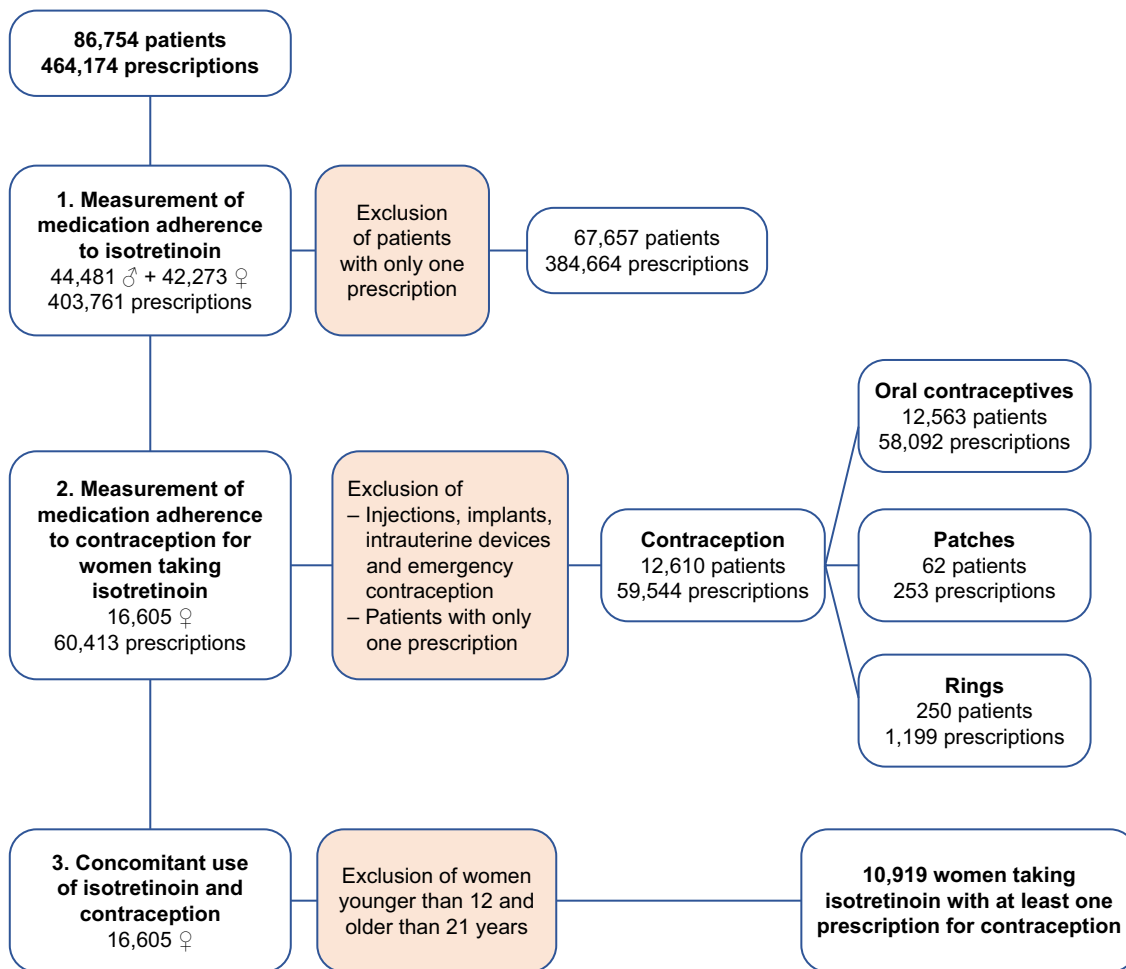 86,754 patients
464,174 prescriptions
1. Measurement of
medication adherence
to isotretinoin
44,481 ♂ + 42,273 ♀
403,761 prescriptions
Exclusion
of patients
with only one
prescription
67,657 patients
384,664 prescriptions
2. Measurement of
medication adherence
to contraception for
women taking
isotretinoin
16,605 ♀
60,413 prescriptions
Exclusion of
– Injections, implants,
intrauterine devices
and emergency
contraception
– Patients with only
one prescription
Contraception
12,610 patients
59,544 prescriptions
Oral contraceptives
12,563 patients
58,092 prescriptions
Patches
62 patients
253 prescriptions
Rings
250 patients
1,199 prescriptions
3. Concomitant use
of isotretinoin and
contraception
16,605 ♀
Exclusion of women
younger than 12 and
older than 21 years
10,919 women taking
isotretinoin with at least one
prescription for contraception